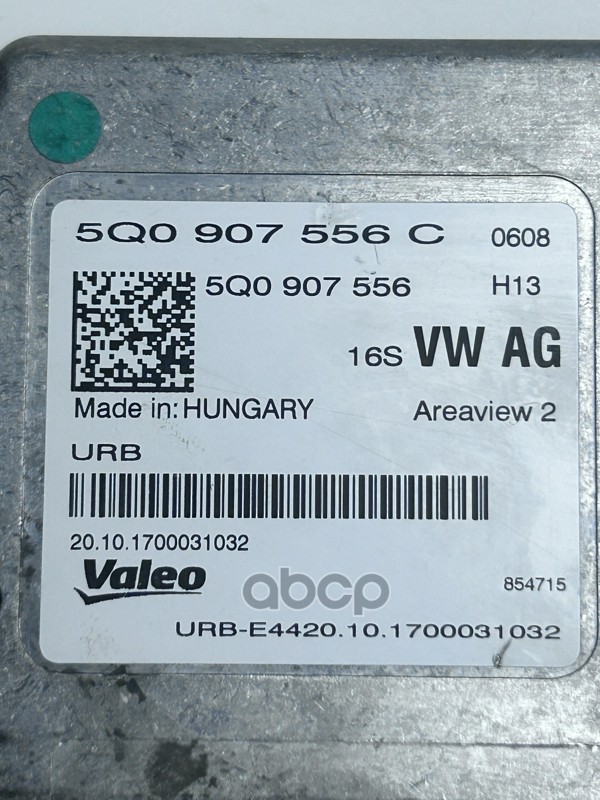 5Q0 907 556 C 0608
5Q0 907 556 H13
16S VW AG
Made in: HUNGARY Areaview 2
URB
20.10.1700031032
Valeo abcp 854715
URB-E4420.10.1700031032